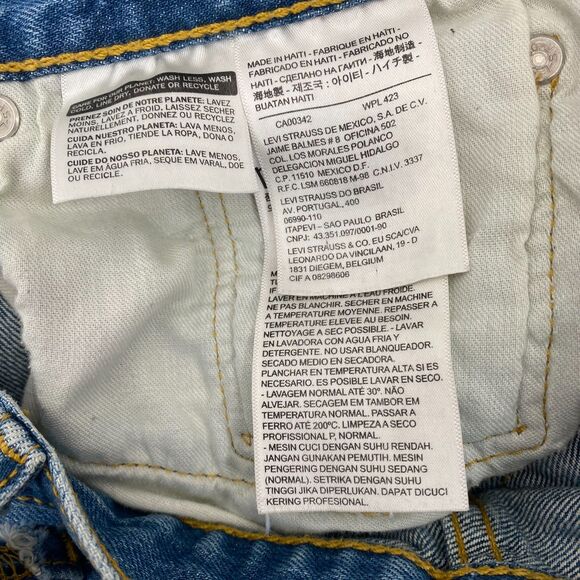 CARE FOR OUR PLANET: WASH LESS, WASH
COLD, LINE DRY, DONATE OR RECYCLE
PRENEZ SOIN DE NOTRE PLANETE: LAVEZ
MOINS, LAVEZ À FROID, LAISSEZ SÉCHER
NATURELLEMENT, DONNEZ OU RECYCLEZ.
CUIDA NUESTRO PLANETA: LAVA MENOS,
LAVA EN FRIO, TIENDE LA ROPA, DONA O
RECICLA.
CUIDE DO NOSSO PLANETA: LAVE MENOS,
LAVE EM ÁGUA FRIA, SEQUE EM VARAL, DOE
OU RECICLE.
MADE IN HAITI - FABRIQUE EN HAITI -
FABRICADO EN HAITI - FABRICADO NO
HAITI - СДЕЛАНО НА ГАИТИ - 海地制造
海地製 - 제조국 : 아이티 - ハイチ製 -
BUATAN HAITI
CA00342 WPL 423
LEVI STRAUSS DE MEXICO, S.A. DE C.V.
JAIME BALMES # 8 OFICINA 502
COL. LOS MORALES POLANCO
DELEGACION MIGUEL HIDALGO
C.P. 11510 MEXICO D.F.
R.F.C. LSM 660818 M-98 C.N.I.V. 3337
LEVI STRAUSS DO BRASIL
AV. PORTUGAL, 400
06990-110
ITAPEVI - SAO PAULO BRASIL
CNPJ: 43.351.097/0001-90
LEVI STRAUSS & CO. EU SCA/CVA
LEONARDO DA VINCILAAN, 19 - D
1831 DIEGEM, BELGIUM
CIF A 08298606
LAVER EN MACHINE A L'EAU FROIDE.
NE PAS BLANCHIR. SECHER EN MACHINE
A TEMPERATURE MOYENNE. REPASSER A
TEMPERATURE ELEVEE AU BESOIN.
NETTOYAGE A SEC POSSIBLE. - LAVAR
EN LAVADORA CON AGUA FRIA Y
DETERGENTE. NO USAR BLANQUEADOR.
SECADO MEDIO EN SECADORA.
PLANCHAR EN TEMPERATURA ALTA SI ES
NECESARIO. ES POSIBLE LAVAR EN SECO.
- LAVAGEM NORMAL ATÉ 30°. NÃO
ALVEJAR. SECAGEM EM TAMBOR EM
TEMPERATURA NORMAL. PASSAR A
FERRO ATÉ 200°C. LIMPEZA A SECO
PROFISSIONAL P, NORMAL.
- MESIN CUCI DENGAN SUHU RENDAH.
JANGAN GUNAKAN PEMUTIH. MESIN
PENGERING DENGAN SUHU SEDANG
(NORMAL). SETRIKA DENGAN SUHU
TINGGI JIKA DIPERLUKAN. DAPAT DICUCI
KERING PROFESIONAL.